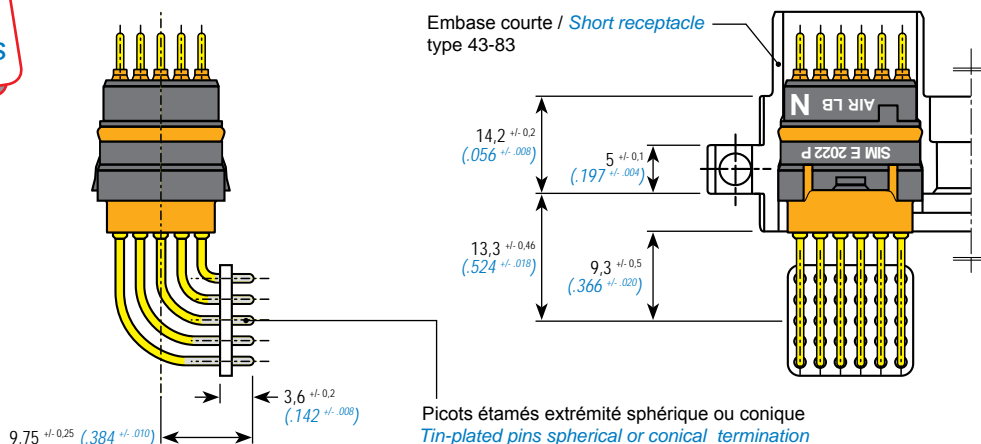 S
Embase courte / Short receptacle
type 43-83
14,2 +/- 0,2
(.056 +/- .008)
5 +/- 0,1
(.197 +/- .004)
13,3 +/- 0,46
(.524 +/- .018)
9,3 +/- 0,5
(.366 +/- .020)
N AIR LB
SIM E 2022 P
3,6 +/- 0,2
(.142 +/- .008)
9,75 +/- 0,25 (.384 +/- .010)
Picots étamés extrémité sphérique ou conique
Tin-plated pins spherical or conical termination